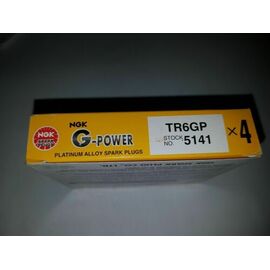 NGK
NGK
G-POWER
PLATINUM ALLOY SPARK PLUGS
TR6GP
STOCK NO. 5141
×4